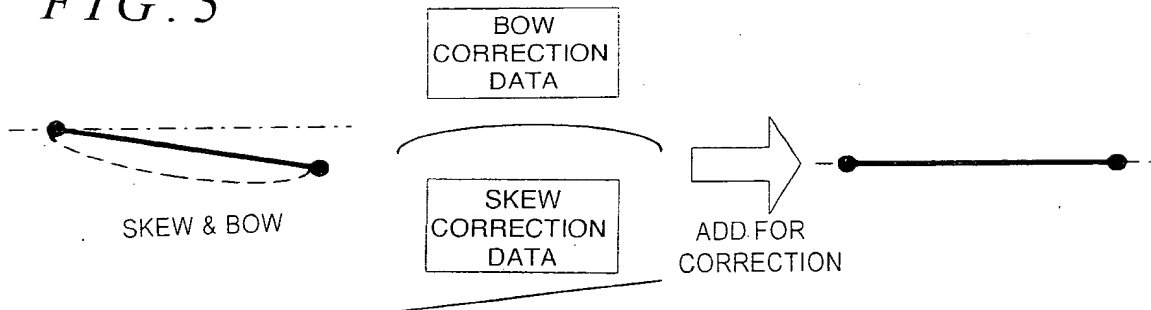 FIG. 5
BOW
CORRECTION
DATA
SKEW & BOW
SKEW
CORRECTION
DATA
ADD FOR
CORRECTION